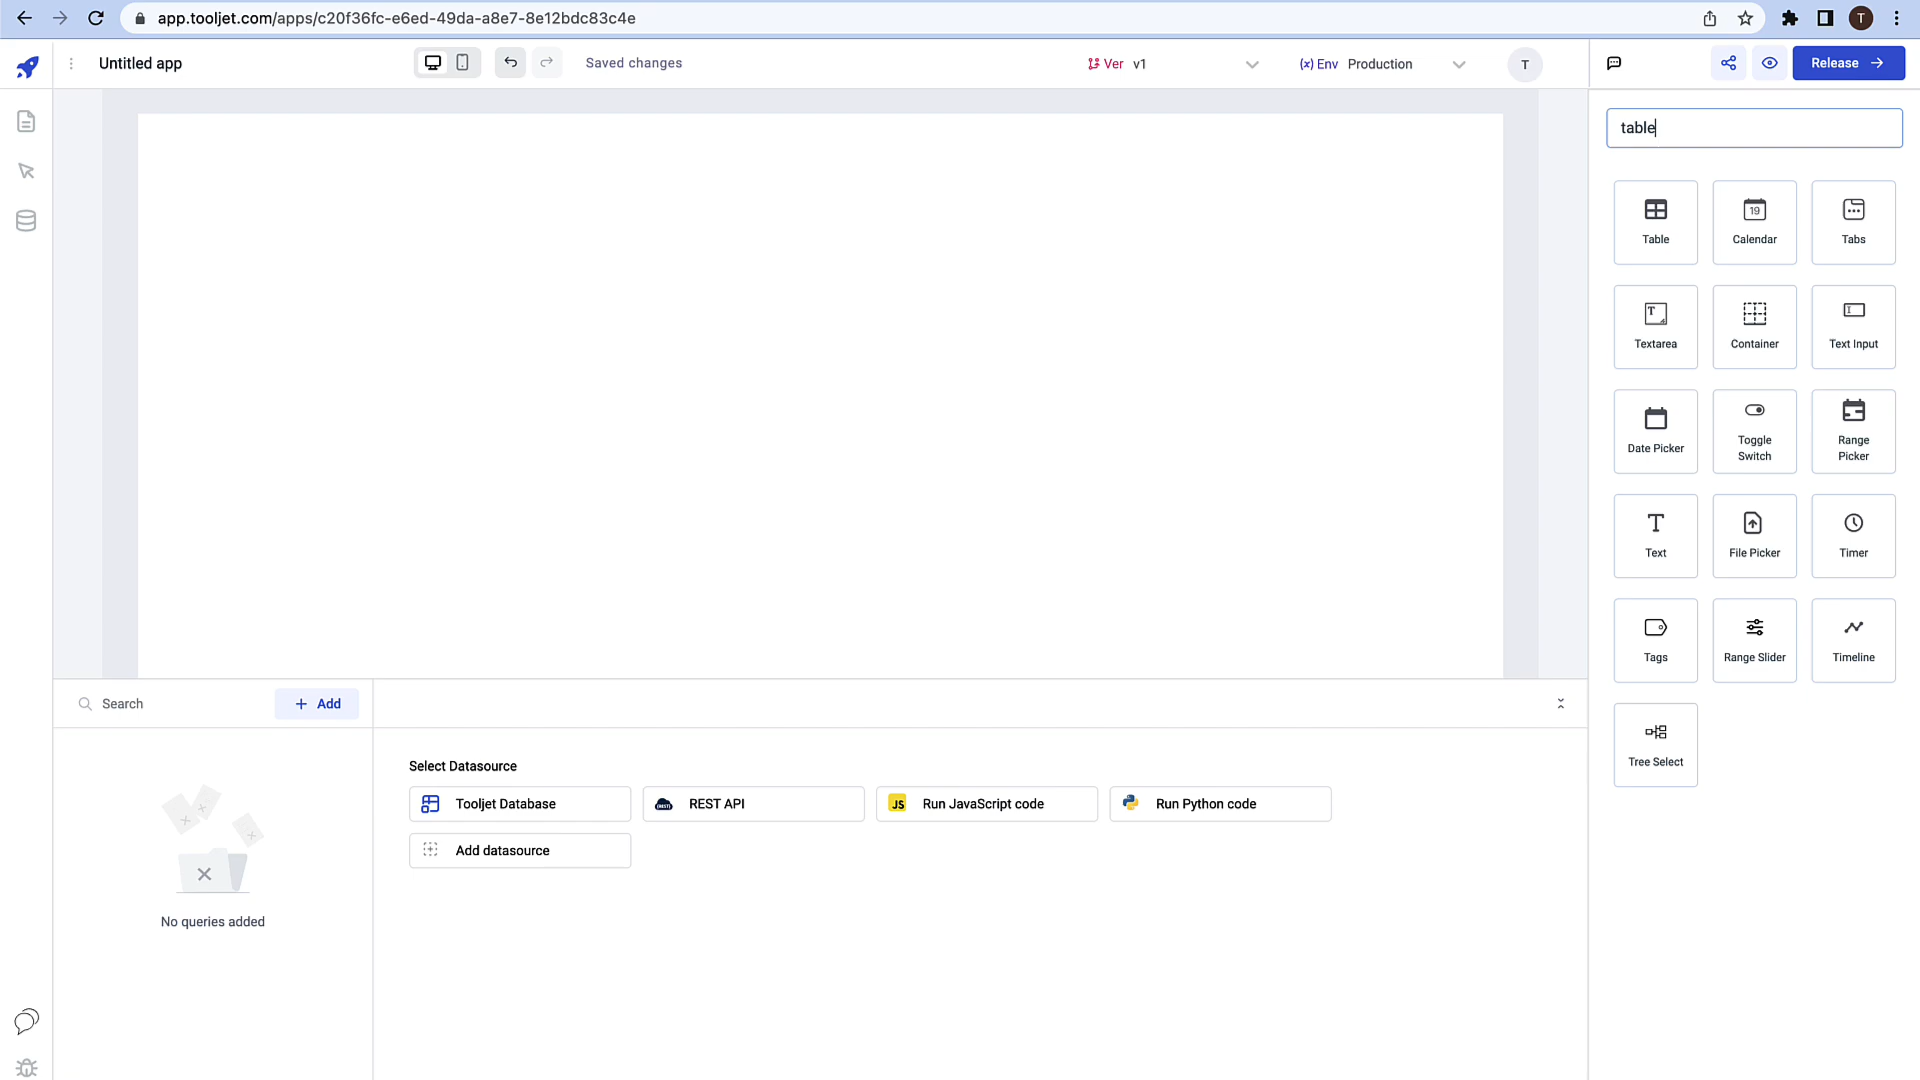 app.tooljet.com/apps/c20f36fc-e6ed-49da-a8e7-8e12bdc83c4e
T
Untitled app
Saved changes
Ver v1
(x) Env Production
T
Release
table
Table
19
Calendar
Tabs
Textarea
Container
Text Input
Date Picker
Toggle
Switch
Range
Picker
Text
File Picker
Timer
Tags
Range Slider
Timeline
Tree Select
Search
+ Add
No queries added
Select Datasource
Tooljet Database
REST API
JS
Run JavaScript code
Run Python code
Add datasource